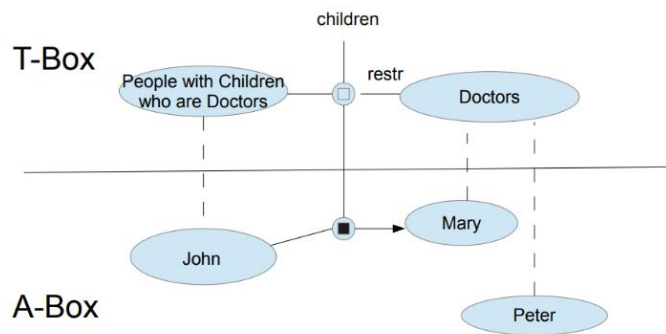 children
T-Box
People with Children
who are Doctors
restr
Doctors
John
Mary
A-Box
Peter